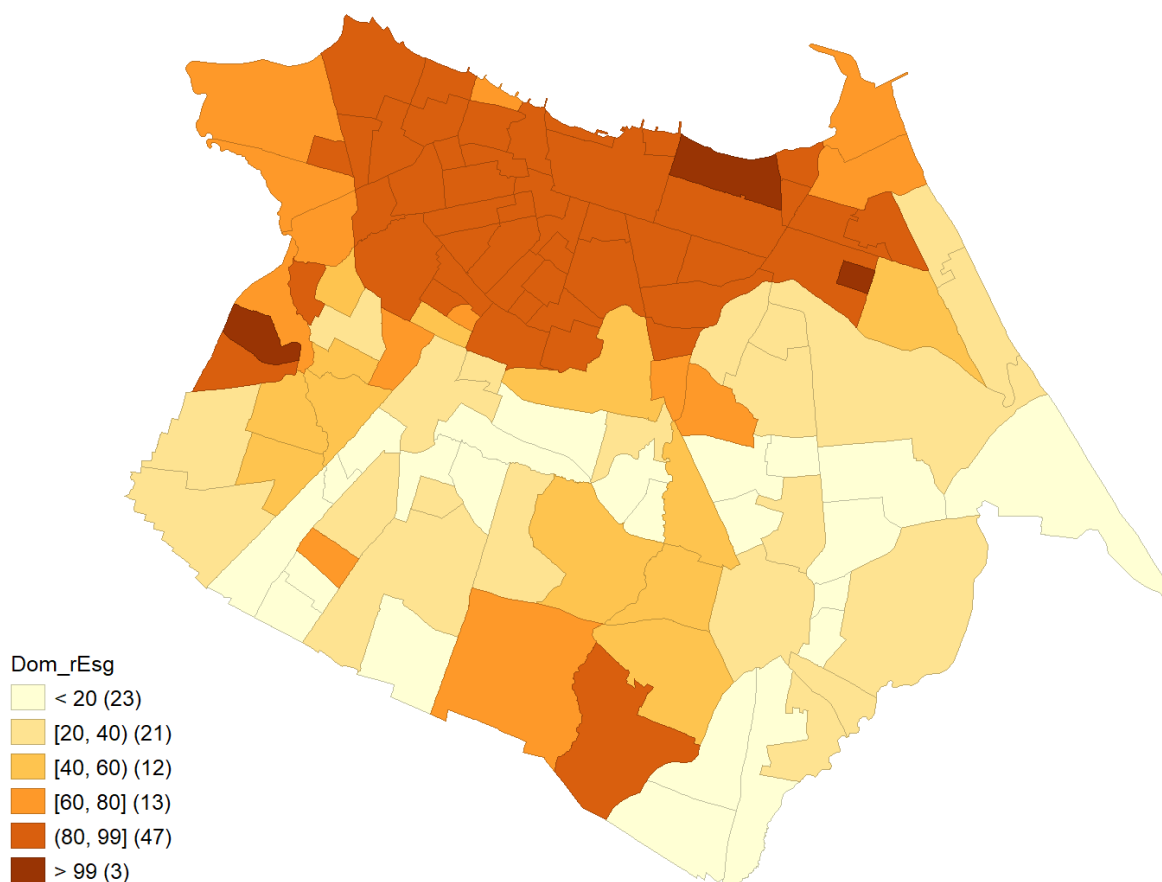 Dom_rEsg
< 20 (23)
[20, 40) (21)
[40, 60) (12)
[60, 80] (13)
(80, 99] (47)
> 99 (3)